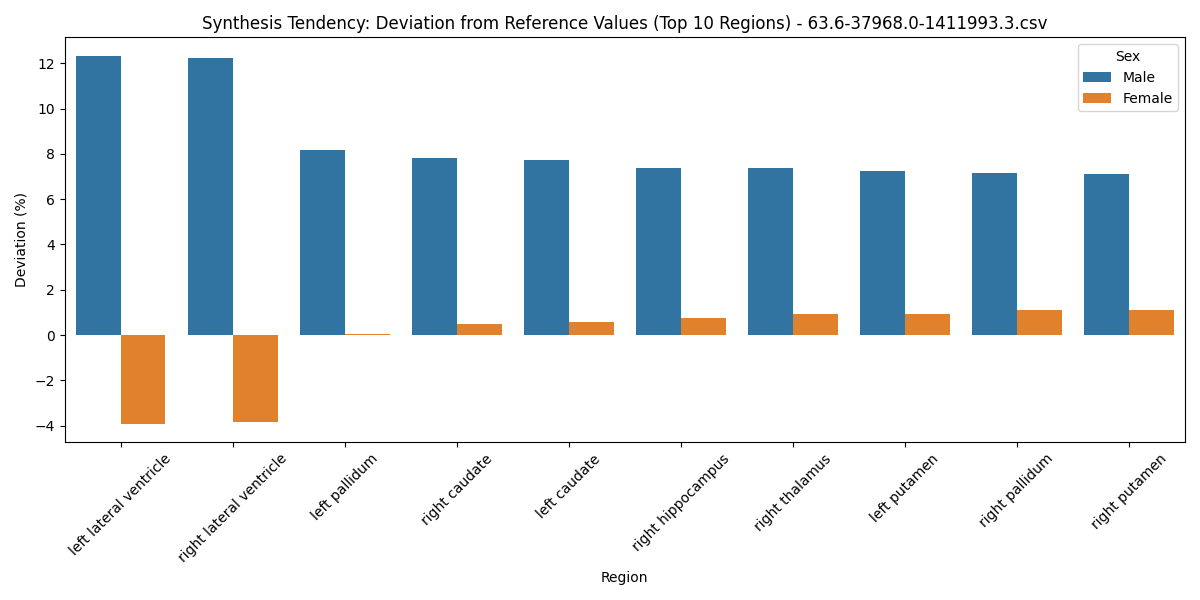 Synthesis Tendency: Deviation from Reference Values (Top 10 Regions) - 63.6-37968.0-1411993.3.csv
Sex
Male
Female
Deviation (%)
12
10
8
6
4
2
0
−2
−4
left lateral ventricle
right lateral ventricle
left pallidum
right caudate
left caudate
right hippocampus
right thalamus
left putamen
right pallidum
right putamen
Region